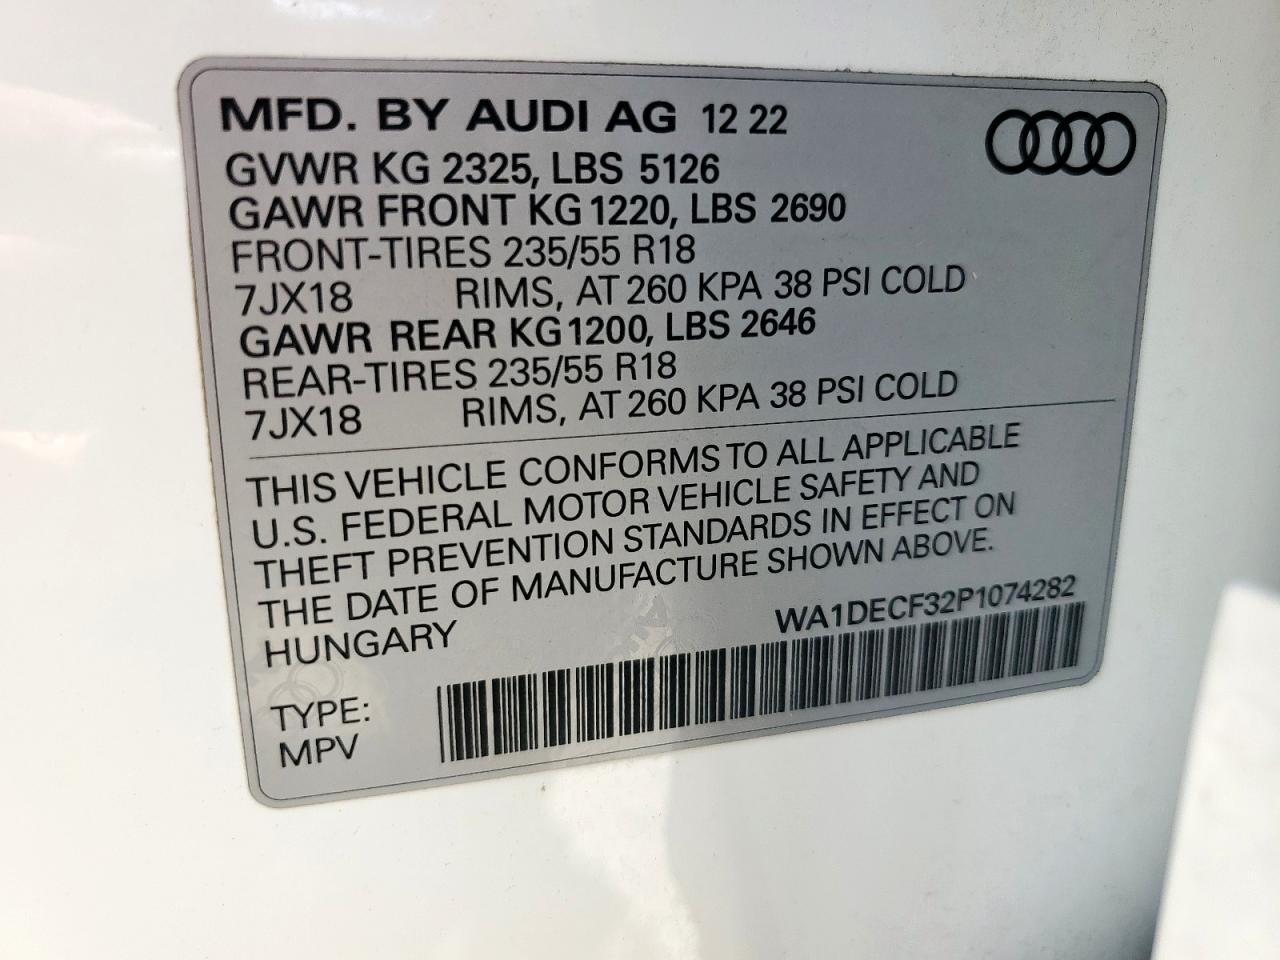 MFD. BY AUDI AG 12 22
GVWR KG 2325, LBS 5126
GAWR FRONT KG 1220, LBS 2690
FRONT-TIRES 235/55 R18
7JX18 RIMS, AT 260 KPA 38 PSI COLD
GAWR REAR KG 1200, LBS 2646
REAR-TIRES 235/55 R18
7JX18 RIMS, AT 260 KPA 38 PSI COLD
THIS VEHICLE CONFORMS TO ALL APPLICABLE
U.S. FEDERAL MOTOR VEHICLE SAFETY AND
THEFT PREVENTION STANDARDS IN EFFECT ON
THE DATE OF MANUFACTURE SHOWN ABOVE.
HUNGARY WA1DECF32P1074282
TYPE:
MPV